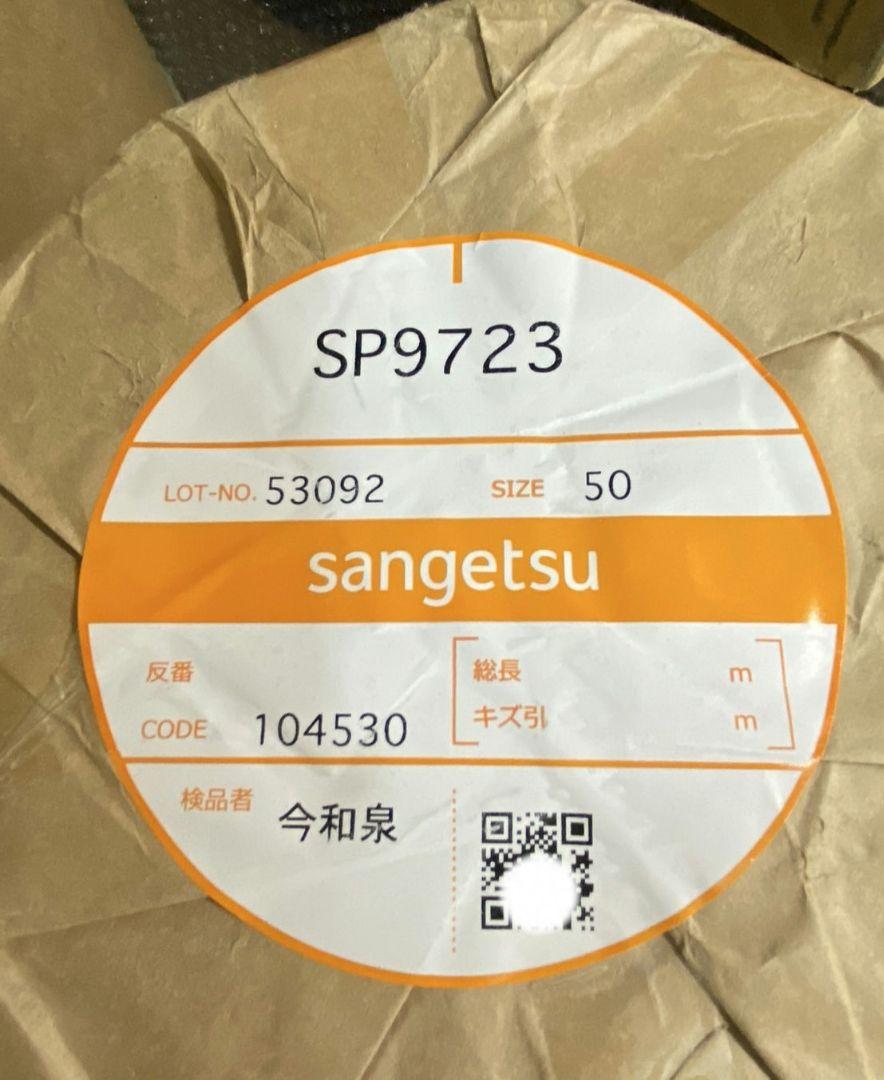 SP9723
LOT-NO. 53092 SIZE 50
sangetsu
反番
総長 m
キズ引 m
CODE 104530
検品者 今和泉